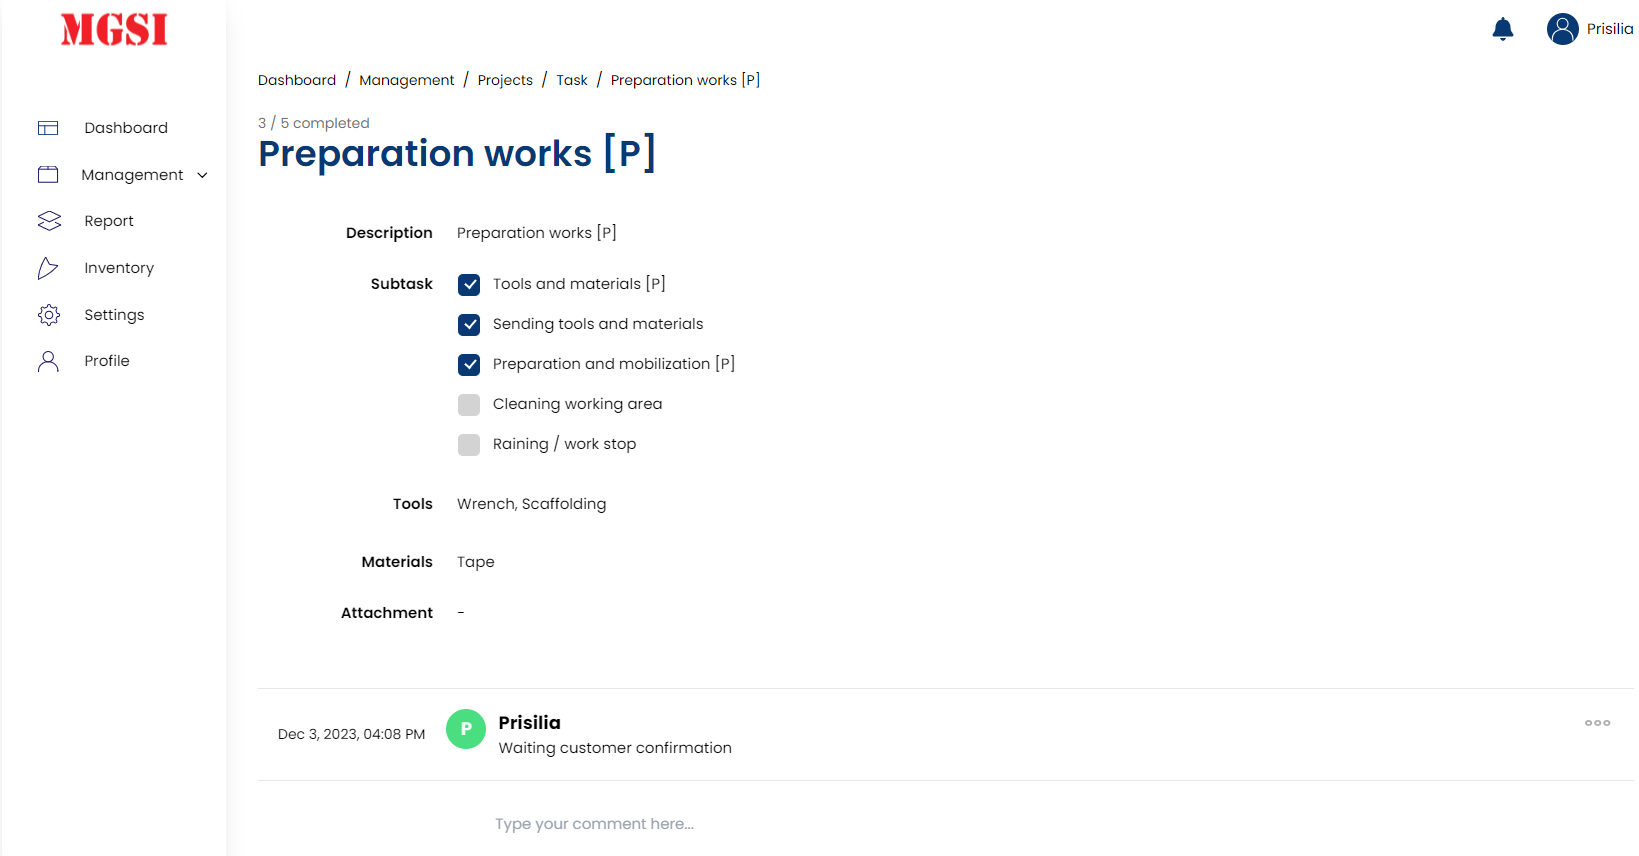 MGSI
Prisilia
Dashboard / Management / Projects / Task / Preparation works [P]
3 / 5 completed
Preparation works [P]
Dashboard
Management
Report
Inventory
Settings
Profile
Description Preparation works [P]
Subtask Tools and materials [P]
Sending tools and materials
Preparation and mobilization [P]
Cleaning working area
Raining / work stop
Tools Wrench, Scaffolding
Materials Tape
Attachment -
Dec 3, 2023, 04:08 PM P Prisilia
Waiting customer confirmation
Type your comment here...